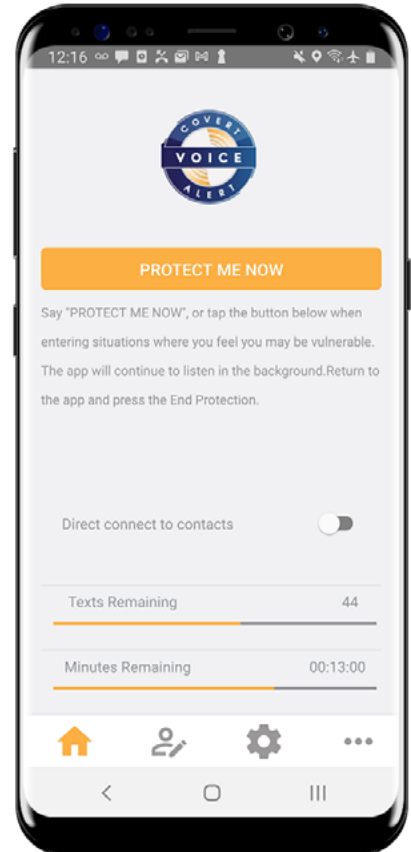 12:16
COVERT
VOICE
ALERT
PROTECT ME NOW
Say "PROTECT ME NOW", or tap the button below when
entering situations where you feel you may be vulnerable.
The app will continue to listen in the background.Return to
the app and press the End Protection.
Direct connect to contacts
Texts Remaining 44
Minutes Remaining 00:13:00